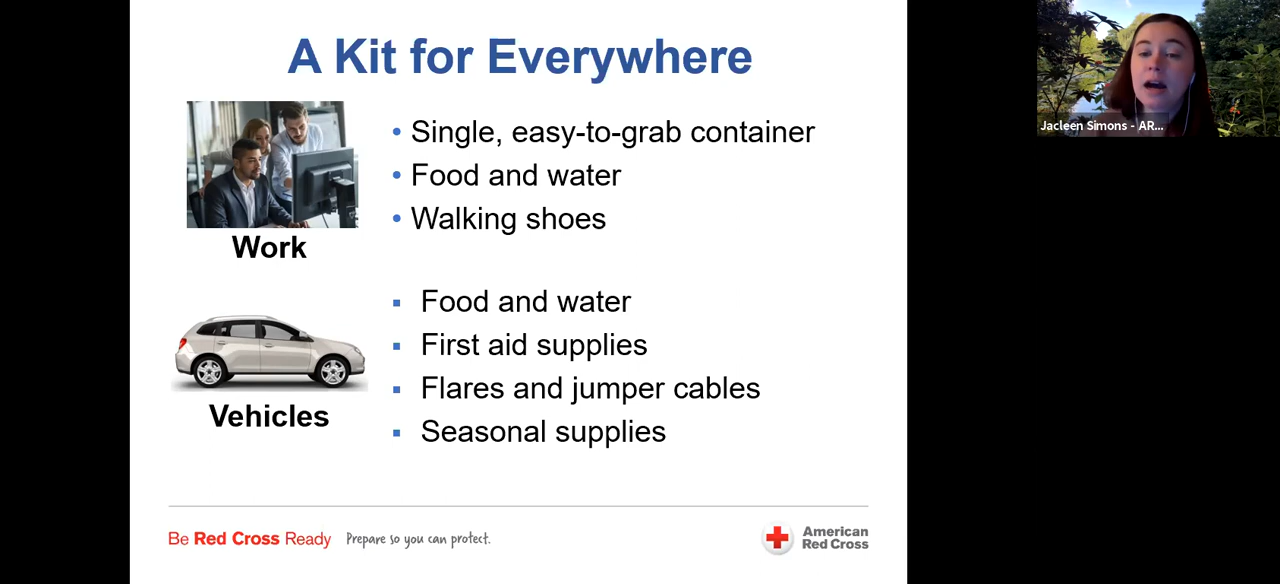 A Kit for Everywhere
• Single, easy-to-grab container
• Food and water
• Walking shoes
Work
▪ Food and water
▪ First aid supplies
▪ Flares and jumper cables
▪ Seasonal supplies
Vehicles
Be Red Cross Ready
Prepare so you can protect.
American
Red Cross
Jacleen Simons - AR...